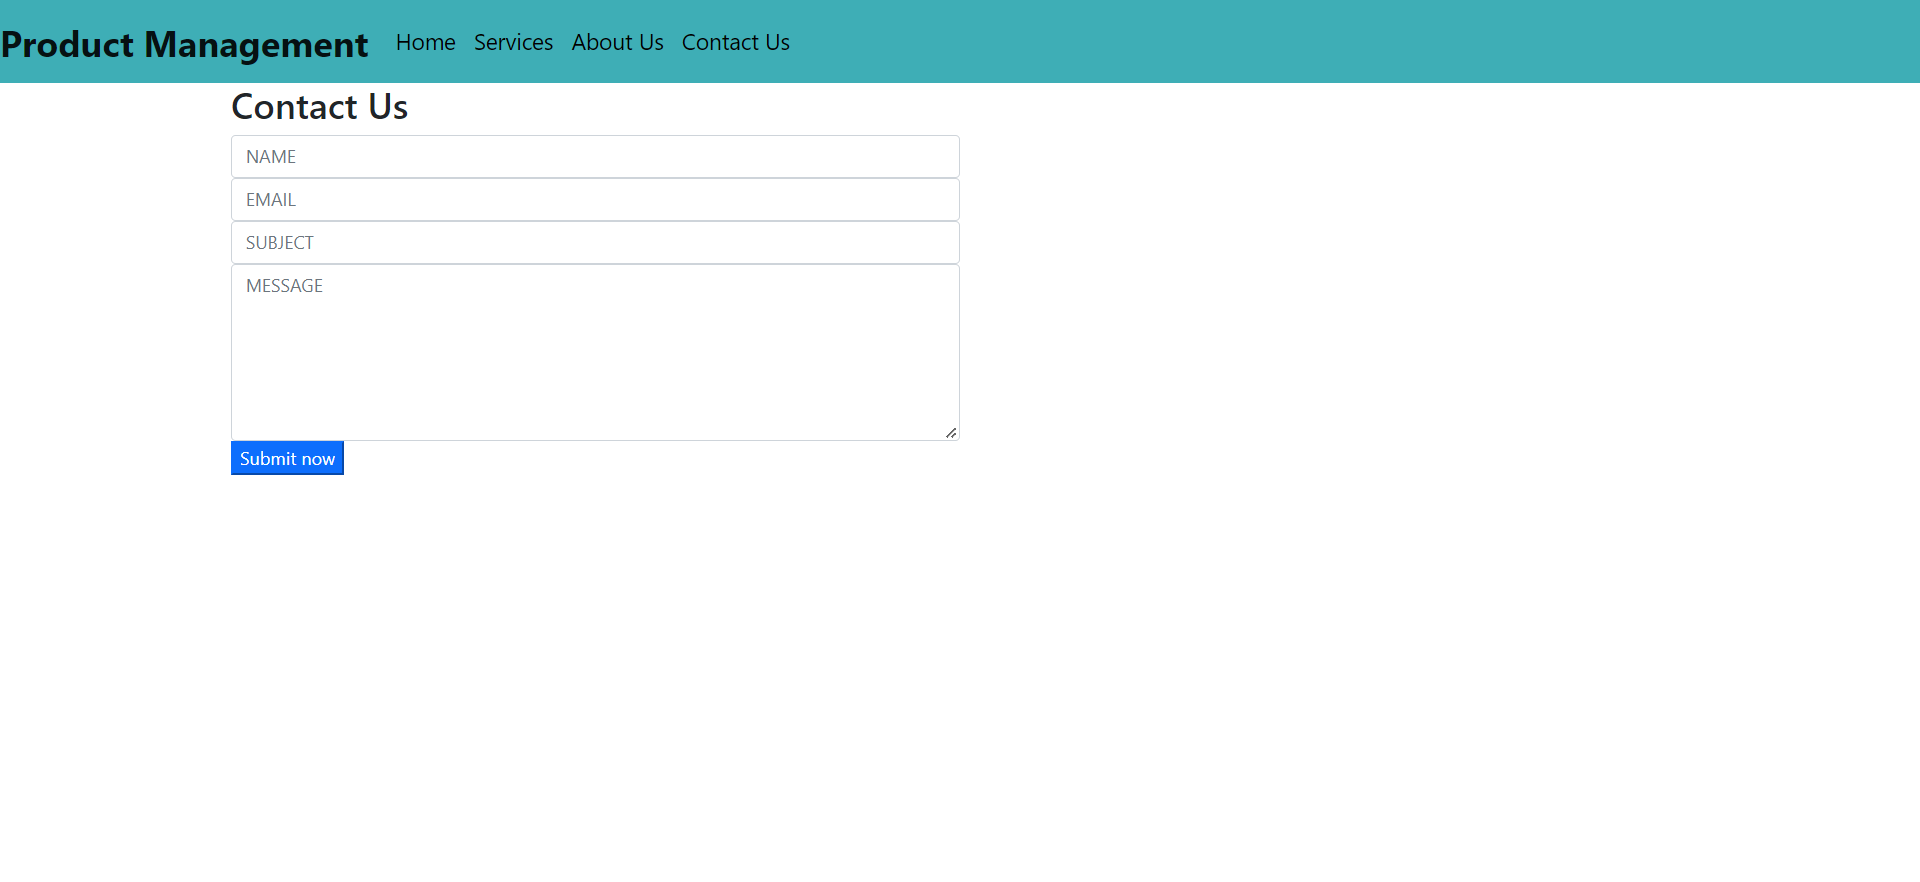 Product Management Home Services About Us Contact Us
Contact Us
NAME
EMAIL
SUBJECT
MESSAGE
Submit now